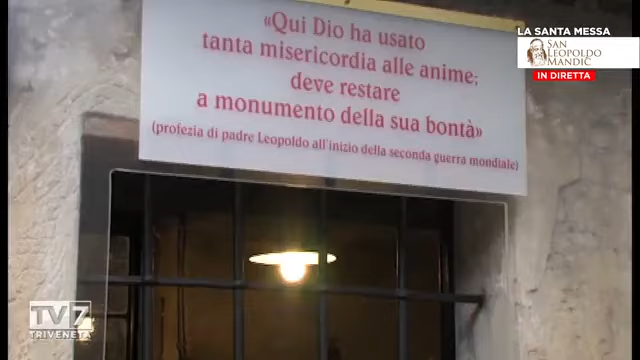 LA SANTA MESSA
SAN
LEOPOLDO
MANDIĆ
IN DIRETTA
«Qui Dio ha usato
tanta misericordia alle anime;
deve restare
a monumento della sua bontà»
(profezia di padre Leopoldo all'inizio della seconda guerra mondiale)
TV7
TRIVENETA